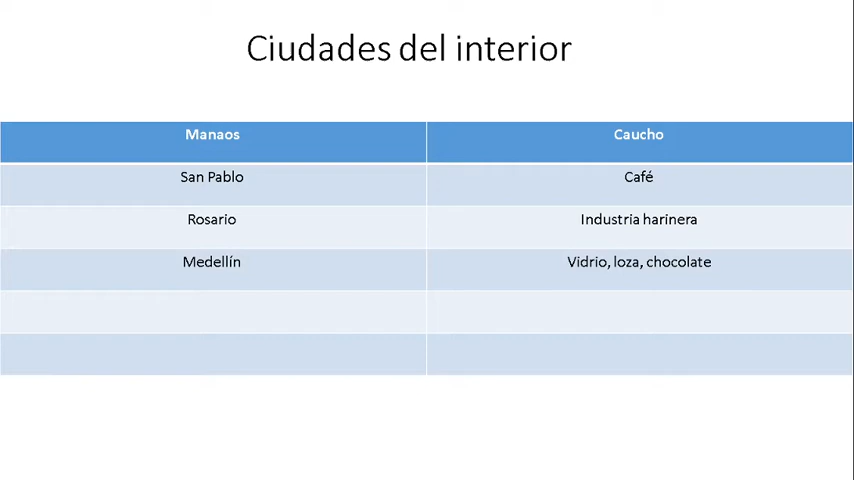 Ciudades del interior
Manaos Caucho
San Pablo Café
Rosario Industria harinera
Medellín Vidrio, loza, chocolate